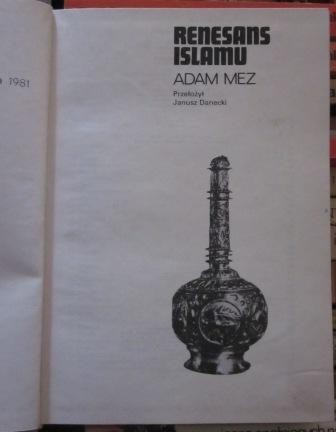 1981
RENESANS
ISLAMU
ADAM MEZ
Przełożył
Janusz Danecki